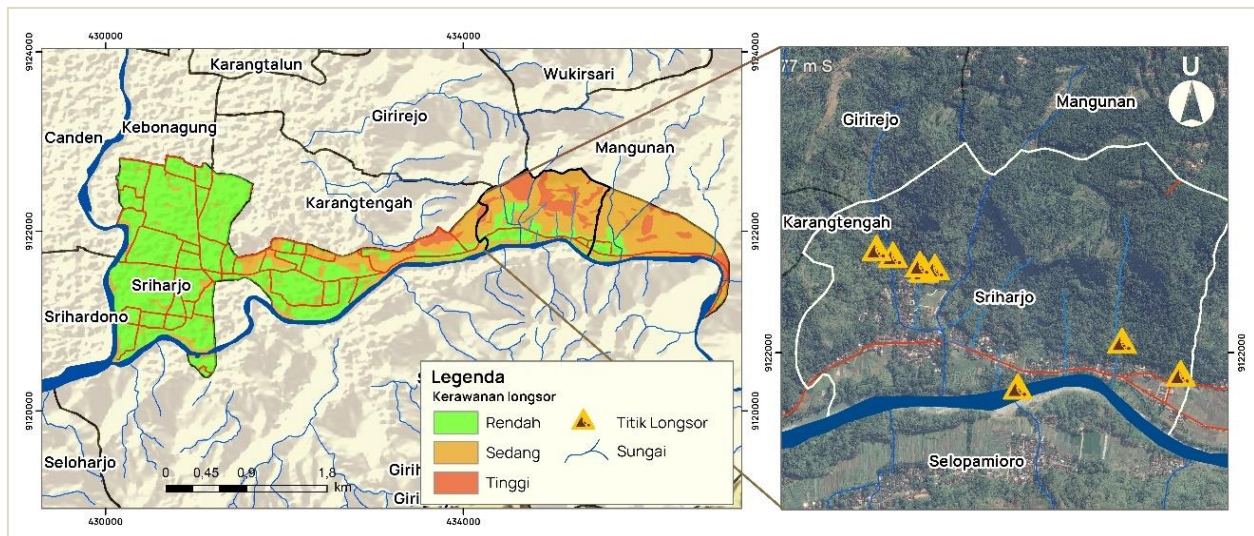 430000
434000
9124000
9124000
Karangtalun
Wukirsari
Girirejo
Kebonagung
Canden
Mangunan
Karangtengah
9122000
9122000
Sriharjo
Srihardono
9120000
9120000
Seloharjo
0 0,45 0,9 1,8
km
430000
434000
Legenda
Kerawanan longsor
Rendah
Sedang
Tinggi
Titik Longsor
Sungai
77 m S
U
Mangunan
Girirejo
Karangtengah
Sriharjo
9122000
9122000
Selopamioro